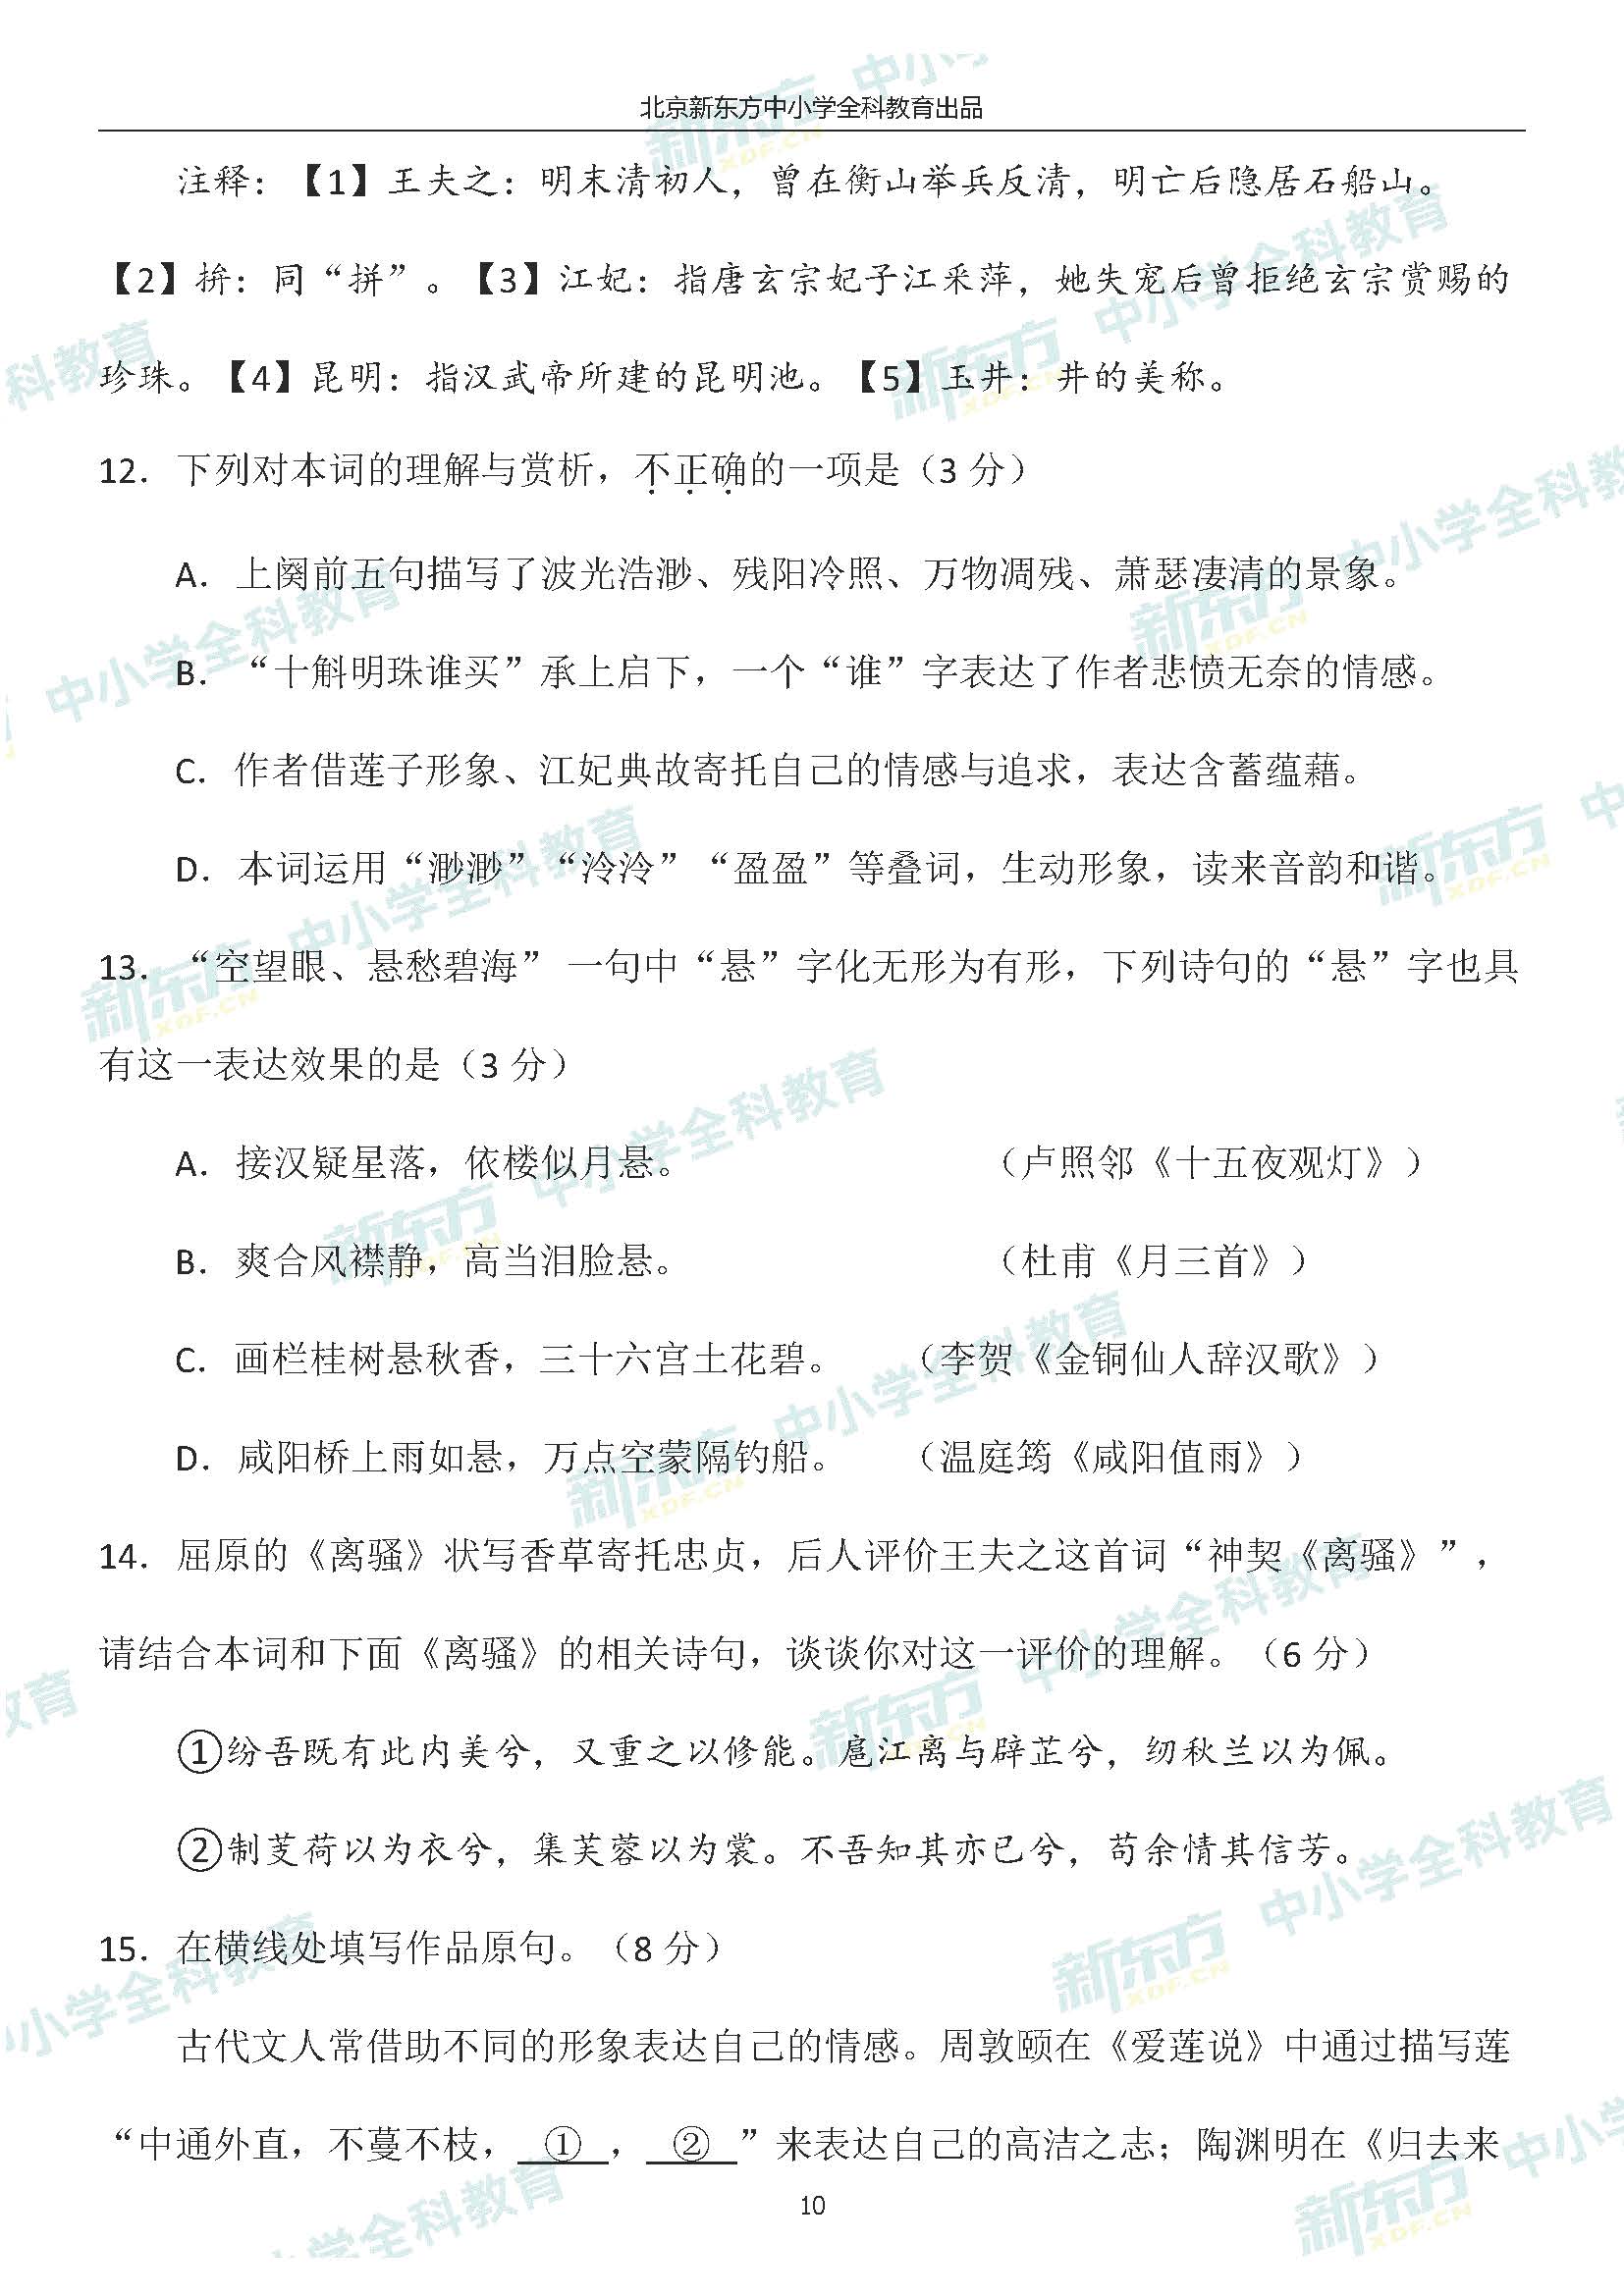 北京新东方中小学全科教育出品
注释：【1】王夫之：明末清初人，曾在衡山举兵反清，明亡后隐居石船山。
【2】拚：同“拼”。【3】江妃：指唐玄宗妃子江采萍，她失宠后曾拒绝玄宗赏赐的
珍珠。【4】昆明：指汉武帝所建的昆明池。【5】玉井：井的美称。
12．下列对本词的理解与赏析，不正确的一项是（3 分）
A．上阕前五句描写了波光浩渺、残阳冷照、万物凋残、萧瑟凄清的景象。
B．“十斛明珠谁买”承上启下，一个“谁”字表达了作者悲愤无奈的情感。
C．作者借莲子形象、江妃典故寄托自己的情感与追求，表达含蓄蕴藉。
D．本词运用“渺渺”“泠泠”“盈盈”等叠词，生动形象，读来音韵和谐。
13．“空望眼、悬愁碧海” 一句中“悬”字化无形为有形，下列诗句的“悬”字也具
有这一表达效果的是（3 分）
A．接汉疑星落，依楼似月悬。（卢照邻《十五夜观灯》）
B．爽合风襟静，高当泪脸悬。（杜甫《月三首》）
C．画栏桂树悬秋香，三十六宫土花碧。（李贺《金铜仙人辞汉歌》）
D．咸阳桥上雨如悬，万点空蒙隔钓船。（温庭筠《咸阳值雨》）
14．屈原的《离骚》状写香草寄托忠贞，后人评价王夫之这首词“神契《离骚》”，
请结合本词和下面《离骚》的相关诗句，谈谈你对这一评价的理解。（6 分）
①纷吾既有此内美兮，又重之以修能。扈江离与辟芷兮，纫秋兰以为佩。
②制芰荷以为衣兮，集芙蓉以为裳。不吾知其亦已兮，苟余情其信芳。
15．在横线处填写作品原句。（8 分）
古代文人常借助不同的形象表达自己的情感。周敦颐在《爱莲说》中通过描写莲
“中通外直，不蔓不枝， ① ， ② ”来表达自己的高洁之志；陶渊明在《归去来
10
新东方 XDF.CN 中小学全科教育